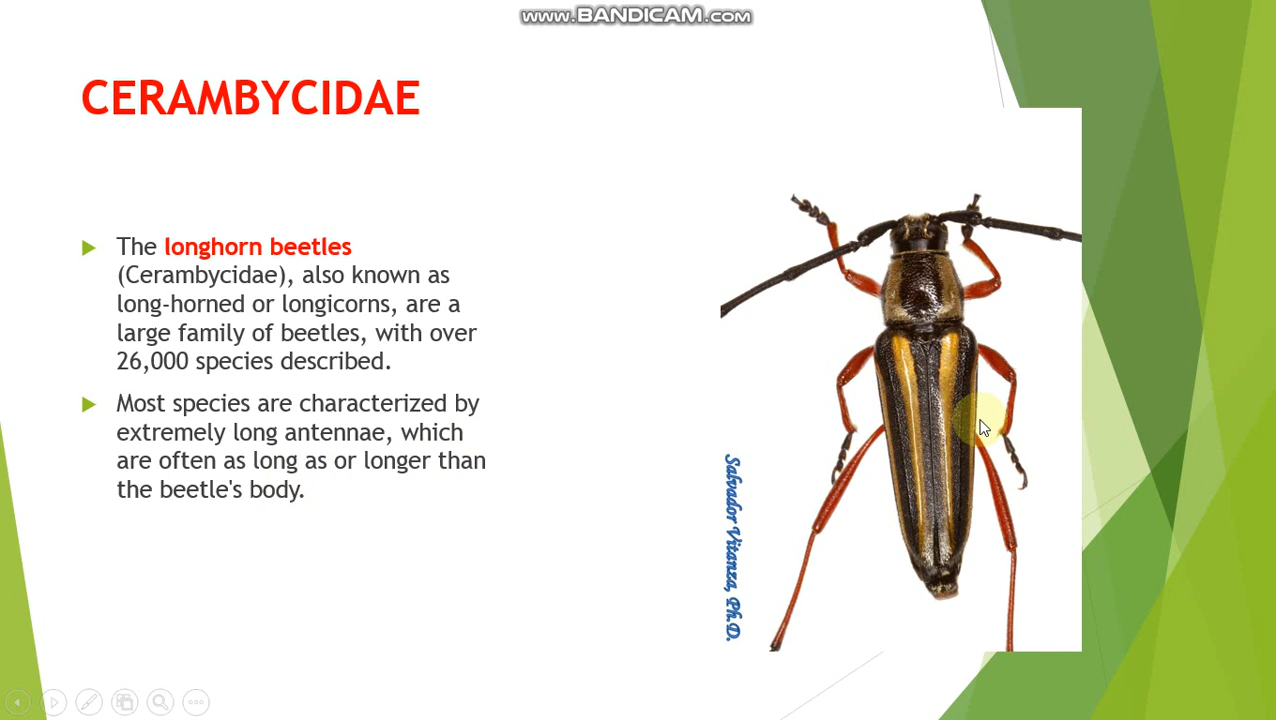 www.BANDICAM.com
CERAMBYCIDAE
The longhorn beetles
(Cerambycidae), also known as
long-horned or longicorns, are a
large family of beetles, with over
26,000 species described.
Most species are characterized by
extremely long antennae, which
are often as long as or longer than
the beetle's body.
Salvador Vitanza, Ph.D.